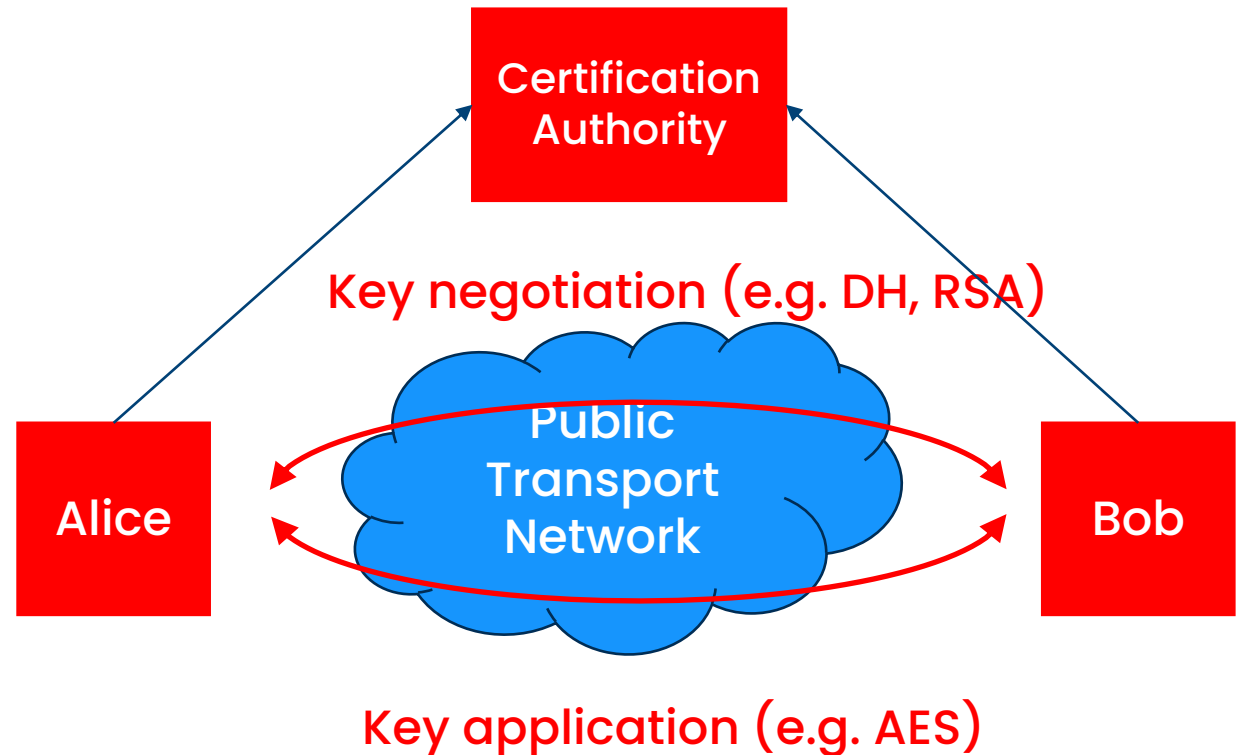 Certification
Authority
Key negotiation (e.g. DH, RSA)
Public
Transport
Network
Alice
Bob
Key application (e.g. AES)